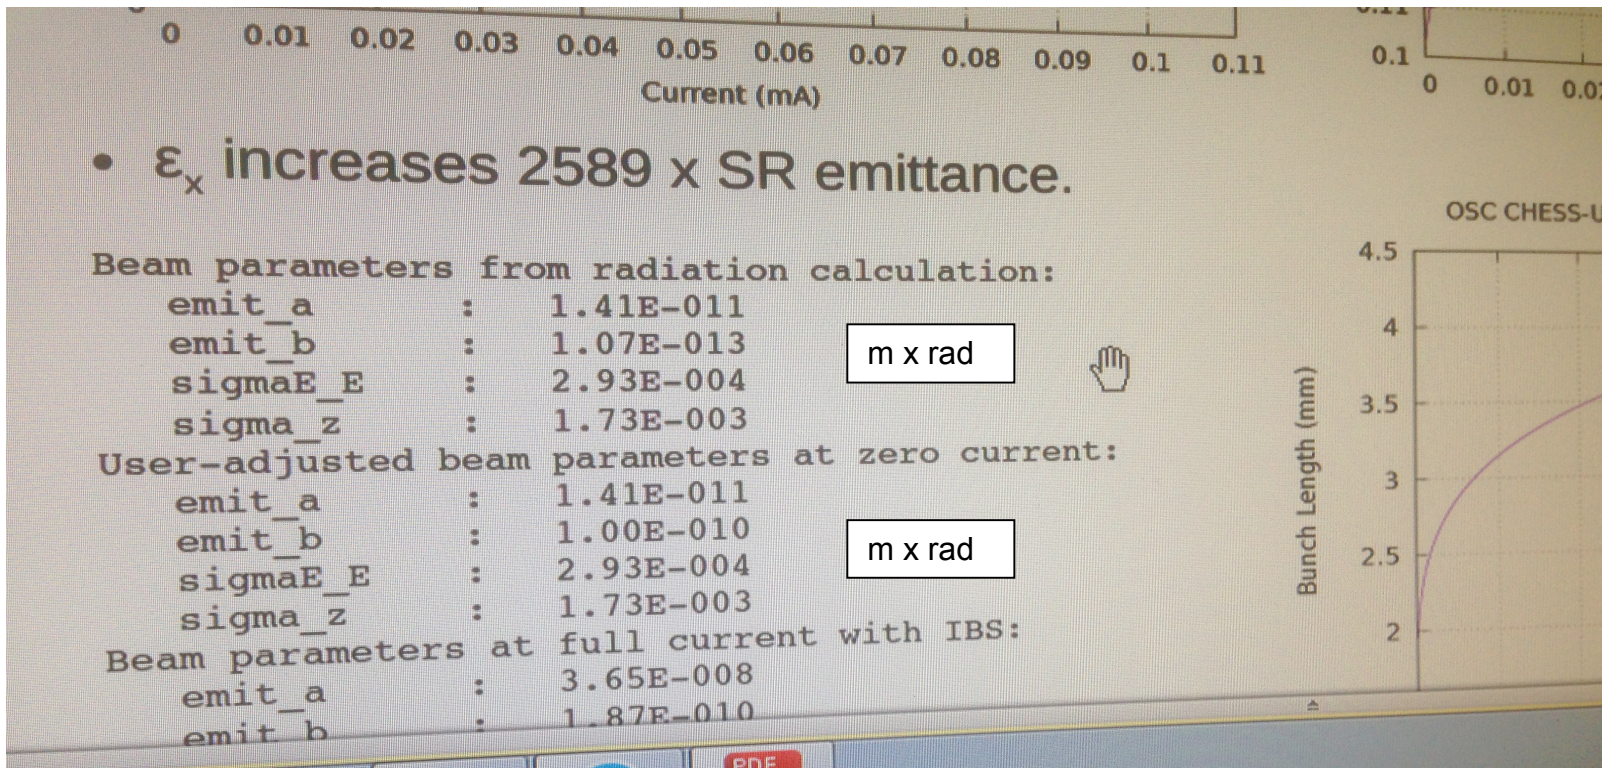 0 0.01 0.02 0.03 0.04 0.05 0.06 0.07 0.08 0.09 0.1 0.11
Current (mA)
0.11
0.1
0 0.01
• εx increases 2589 x SR emittance.
Beam parameters from radiation calculation:
emit_a : 1.41E-011
emit_b : 1.07E-013
sigmaE_E : 2.93E-004
sigma_z : 1.73E-003
m x rad
User-adjusted beam parameters at zero current:
emit_a : 1.41E-011
emit_b : 1.00E-010
sigmaE_E : 2.93E-004
sigma_z : 1.73E-003
m x rad
Beam parameters at full current with IBS:
emit_a : 3.65E-008
emit_b : 1.87E-010
OSC CHESS-U
4.5
4
3.5
3
2.5
2
Bunch Length (mm)
PDF